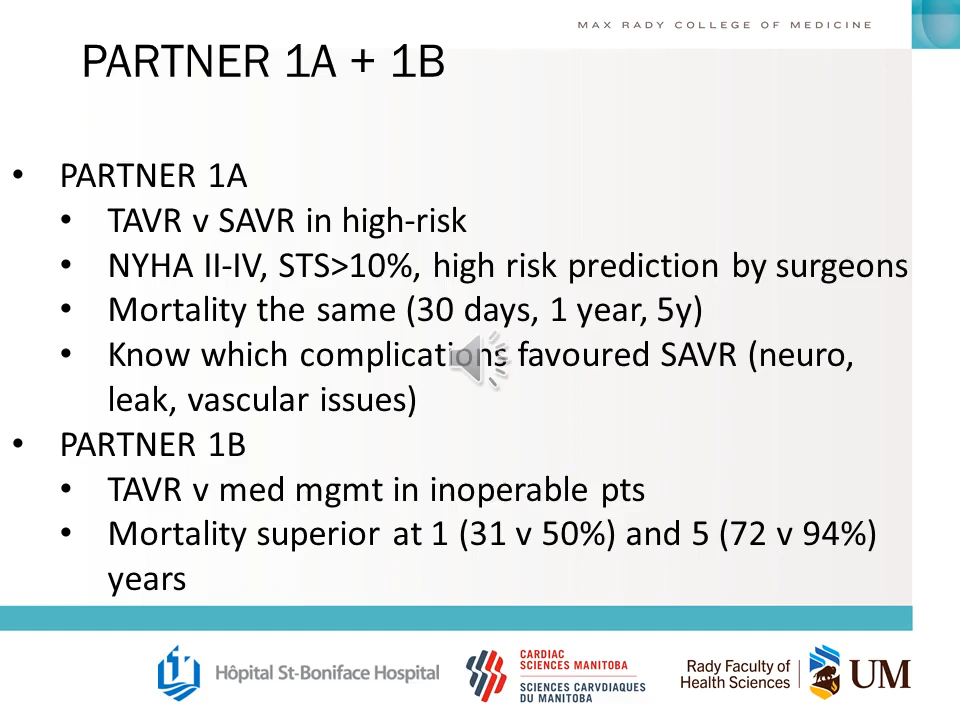 MAX RADY COLLEGE OF MEDICINE
PARTNER 1A + 1B
• PARTNER 1A
• TAVR v SAVR in high-risk
• NYHA II-IV, STS>10%, high risk prediction by surgeons
• Mortality the same (30 days, 1 year, 5y)
• Know which complications favoured SAVR (neuro,
leak, vascular issues)
• PARTNER 1B
• TAVR v med mgmt in inoperable pts
• Mortality superior at 1 (31 v 50%) and 5 (72 v 94%)
years
Hôpital St-Boniface Hospital
CARDIAC
SCIENCES MANITOBA
SCIENCES CARVDIAQUES
DU MANITOBA
Rady Faculty of
Health Sciences
UM